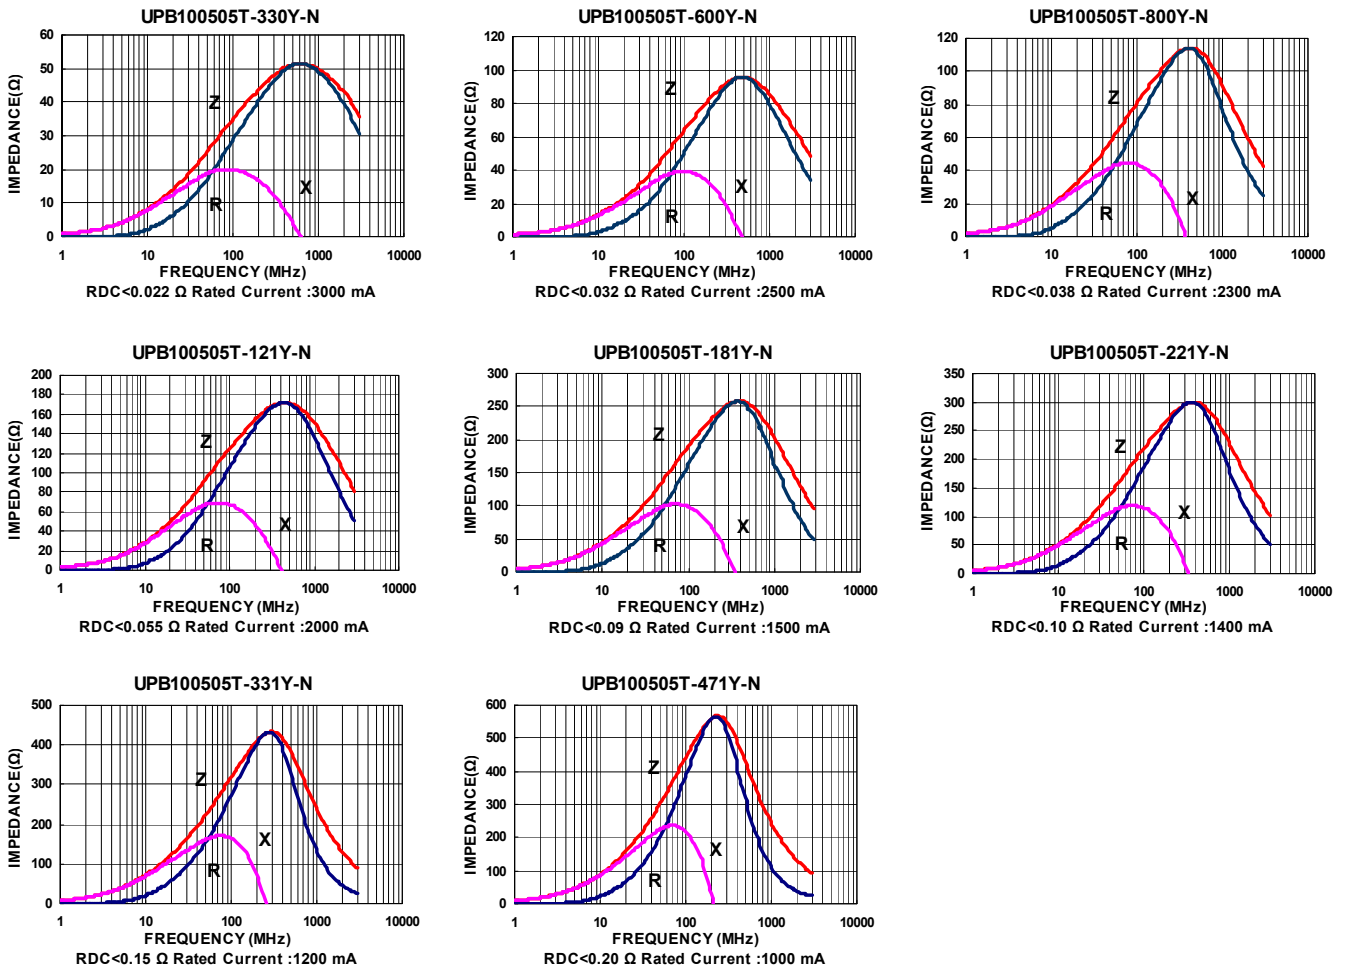 UPB100505T-330Y-N
IMPEDANCE(Ω)
60
50
40
30
20
10
0
Z
X
R
1 10 100 1000 10000
FREQUENCY (MHz)
RDC<0.022 Ω Rated Current :3000 mA
UPB100505T-600Y-N
IMPEDANCE(Ω)
120
100
80
60
40
20
0
Z
X
R
1 10 100 1000 10000
FREQUENCY (MHz)
RDC<0.032 Ω Rated Current :2500 mA
UPB100505T-800Y-N
IMPEDANCE(Ω)
120
100
80
60
40
20
0
Z
X
R
1 10 100 1000 10000
FREQUENCY (MHz)
RDC<0.038 Ω Rated Current :2300 mA
UPB100505T-121Y-N
IMPEDANCE(Ω)
200
180
160
140
120
100
80
60
40
20
0
Z
X
R
1 10 100 1000 10000
FREQUENCY (MHz)
RDC<0.055 Ω Rated Current :2000 mA
UPB100505T-181Y-N
IMPEDANCE(Ω)
300
250
200
150
100
50
0
Z
X
R
1 10 100 1000 10000
FREQUENCY (MHz)
RDC<0.09 Ω Rated Current :1500 mA
UPB100505T-221Y-N
IMPEDANCE(Ω)
350
300
250
200
150
100
50
0
Z
X
R
1 10 100 1000 10000
FREQUENCY (MHz)
RDC<0.10 Ω Rated Current :1400 mA
UPB100505T-331Y-N
IMPEDANCE(Ω)
500
400
300
200
100
0
Z
X
R
1 10 100 1000 10000
FREQUENCY (MHz)
RDC<0.15 Ω Rated Current :1200 mA
UPB100505T-471Y-N
IMPEDANCE(Ω)
600
500
400
300
200
100
0
Z
X
R
1 10 100 1000 10000
FREQUENCY (MHz)
RDC<0.20 Ω Rated Current :1000 mA